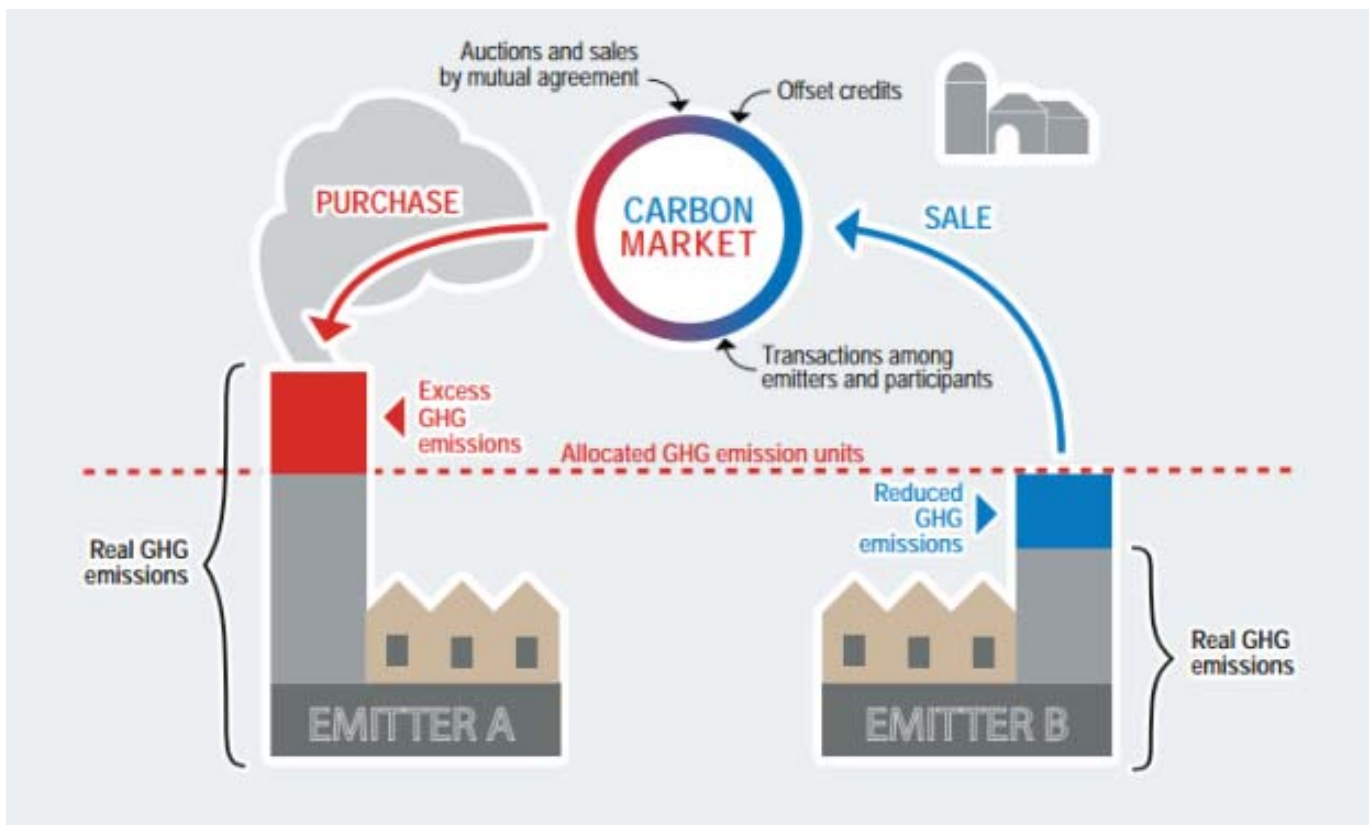 Auctions and sales
by mutual agreement
Offset credits
PURCHASE
CARBON
MARKET
SALE
Transactions among
emitters and participants
Excess
GHG
emissions
Allocated GHG emission units
Reduced
GHG
emissions
Real GHG
emissions
Real GHG
emissions
EMITTER A
EMITTER B